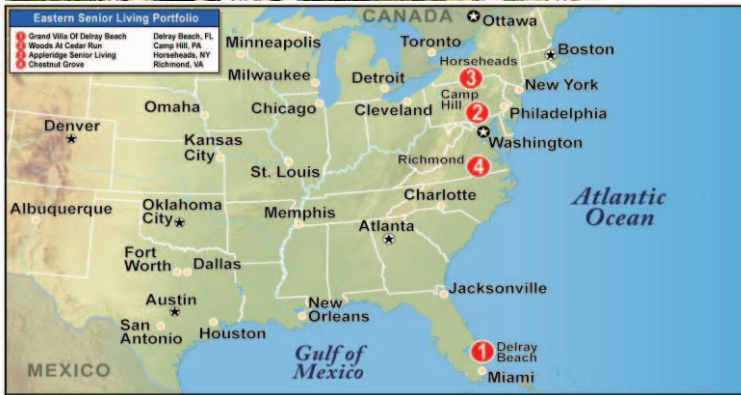 Eastern Senior Living Portfolio
1 Grand Villa Of Delray Beach Delray Beach, FL
2 Woods At Cedar Run Camp Hill, PA
3 Appleridge Senior Living Horseheads, NY
4 Chestnut Grove Richmond, VA
CANADA
Ottawa
Minneapolis
Toronto
Boston
Horseheads
3
Milwaukee
Detroit
New York
Camp
Hill
2
Omaha
Chicago
Cleveland
Philadelphia
Denver
Washington
Kansas
City
St. Louis
Richmond
4
Atlantic
Ocean
Albuquerque
Oklahoma
City
Memphis
Charlotte
Atlanta
Fort
Worth
Dallas
Jacksonville
Austin
New
Orleans
San
Antonio
Houston
Gulf of
Mexico
1
Delray
Beach
Miami
MEXICO